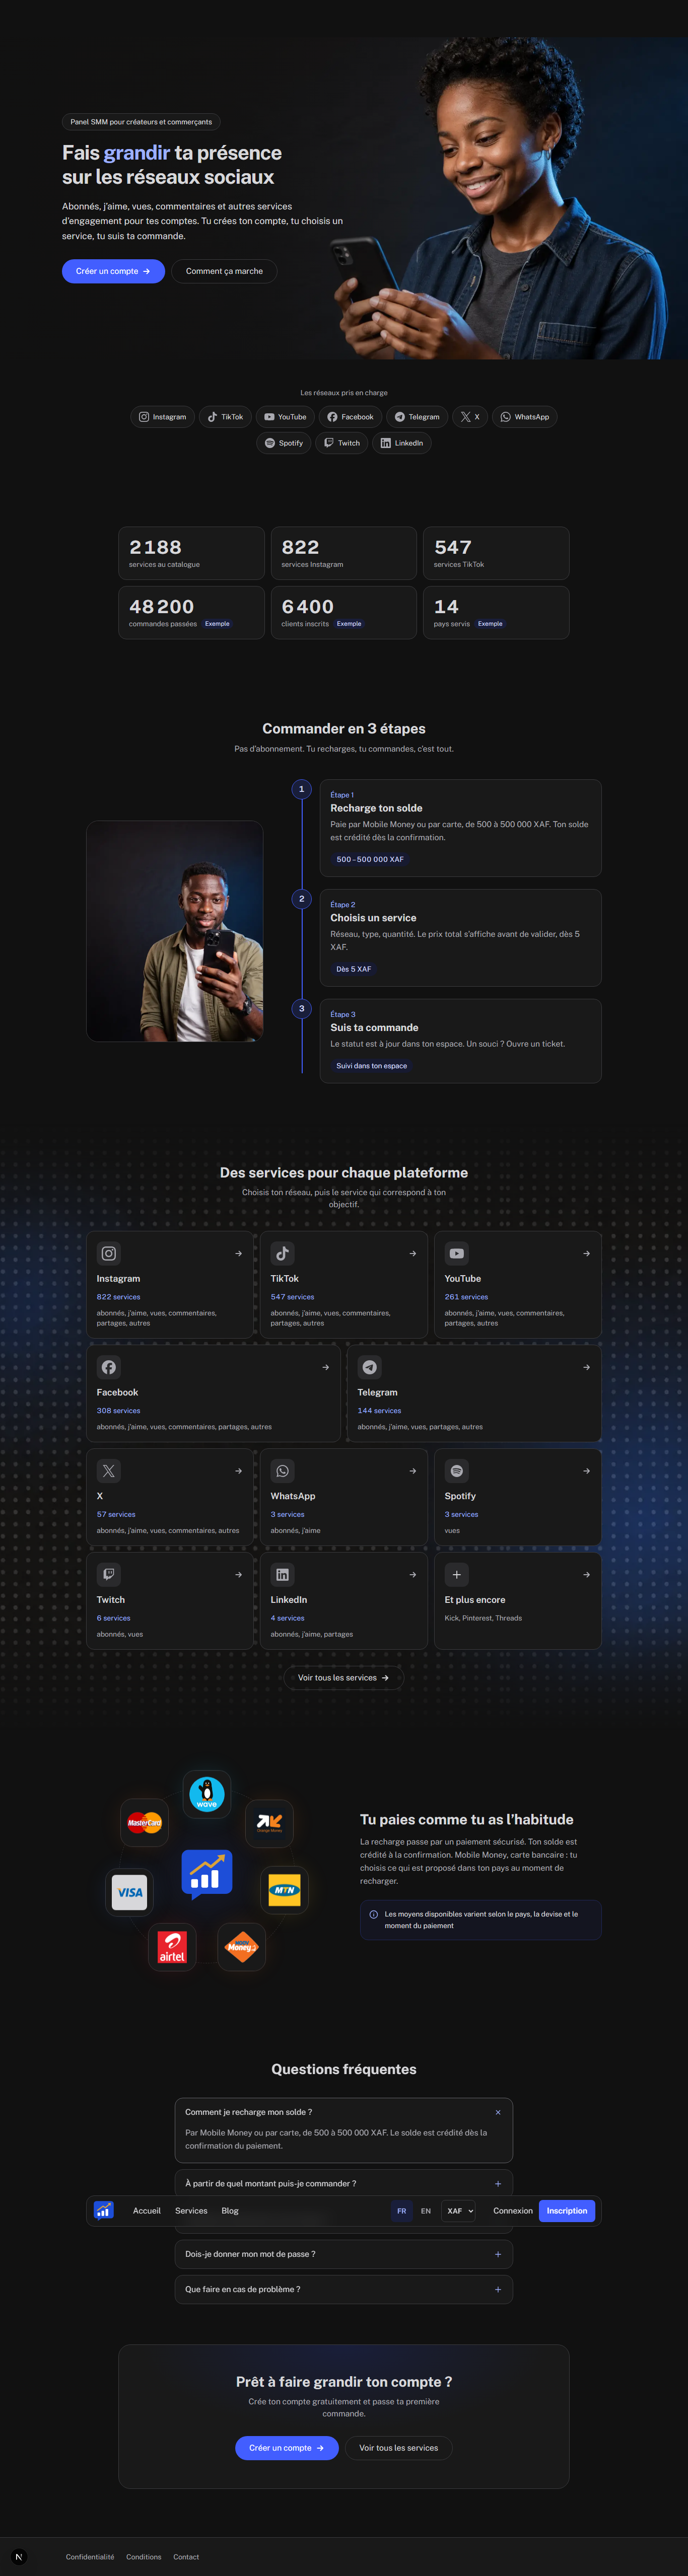 Panel SMM pour créateurs et commerçants
Fais grandir ta présence
sur les réseaux sociaux
Abonnés, j’aime, vues, commentaires et autres services
d’engagement pour tes comptes. Tu crées ton compte, tu choisis un
service, tu suis ta commande.
Créer un compte →
Comment ça marche
Les réseaux pris en charge
Instagram
TikTok
YouTube
Facebook
Telegram
X
WhatsApp
Spotify
Twitch
LinkedIn
2 188
services au catalogue
822
services Instagram
547
services TikTok
48 200
commandes passées Exemple
6 400
clients inscrits Exemple
14
pays servis Exemple
Commander en 3 étapes
Pas d’abonnement. Tu recharges, tu commandes, c’est tout.
1
Étape 1
Recharge ton solde
Paie par Mobile Money ou par carte, de 500 à 500 000 XAF. Ton solde
est crédité dès la confirmation.
500 – 500 000 XAF
2
Étape 2
Choisis un service
Réseau, type, quantité. Le prix total s’affiche avant de valider, dès 5
XAF.
Dès 5 XAF
3
Étape 3
Suis ta commande
Le statut est à jour dans ton espace. Un souci ? Ouvre un ticket.
Suivi dans ton espace
Des services pour chaque plateforme
Choisis ton réseau, puis le service qui correspond à ton
objectif.
Instagram
822 services
abonnés, j’aime, vues, commentaires,
partages, autres
TikTok
547 services
abonnés, j’aime, vues, commentaires,
partages, autres
YouTube
261 services
abonnés, j’aime, vues, commentaires,
partages, autres
Facebook
308 services
abonnés, j’aime, vues, commentaires, partages, autres
Telegram
144 services
abonnés, j’aime, vues, partages, autres
X
57 services
abonnés, j’aime, vues, commentaires, autres
WhatsApp
3 services
abonnés, j’aime
Spotify
3 services
vues
Twitch
6 services
abonnés, vues
LinkedIn
4 services
abonnés, j’aime, partages
Et plus encore
Kick, Pinterest, Threads
Voir tous les services →
wave
MasterCard
Orange Money
VISA
MTN
airtel
MOOV
Money
Tu paies comme tu as l’habitude
La recharge passe par un paiement sécurisé. Ton solde est
crédité à la confirmation. Mobile Money, carte bancaire : tu
choisis ce qui est proposé dans ton pays au moment de
recharger.
Les moyens disponibles varient selon le pays, la devise et le
moment du paiement
Questions fréquentes
Comment je recharge mon solde ?
Par Mobile Money ou par carte, de 500 à 500 000 XAF. Le solde est crédité dès la
confirmation du paiement.
À partir de quel montant puis-je commander ?
Accueil
Services
Blog
FR
EN
XAF
Connexion
Inscription
Dois-je donner mon mot de passe ?
Que faire en cas de problème ?
Prêt à faire grandir ton compte ?
Crée ton compte gratuitement et passe ta première
commande.
Créer un compte →
Voir tous les services
N
Confidentialité
Conditions
Contact